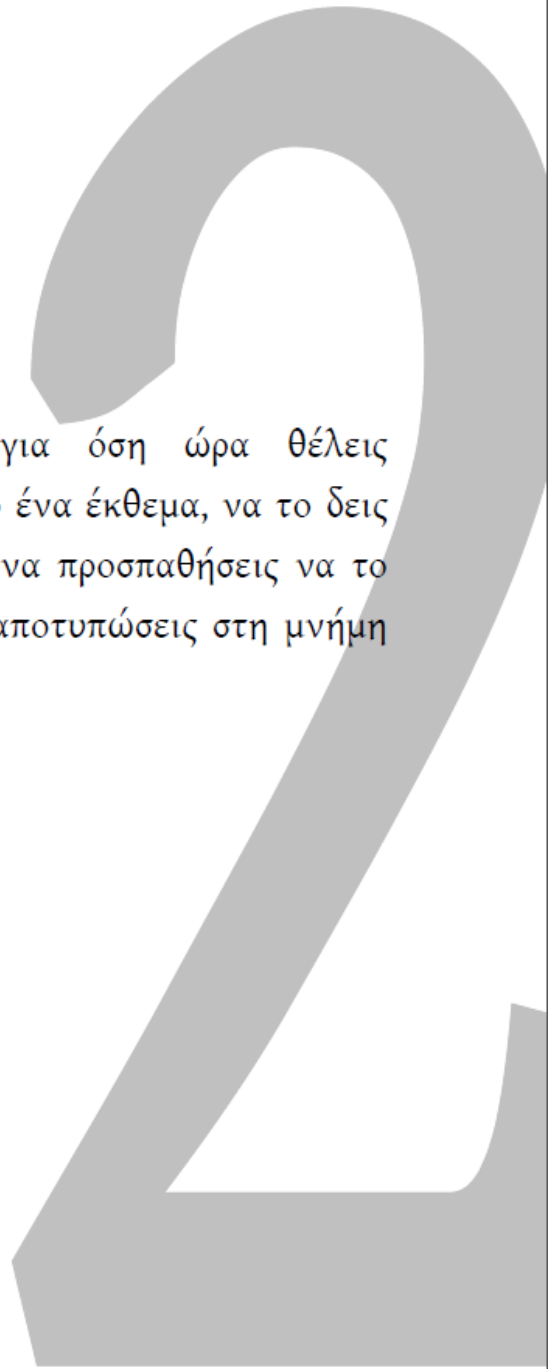 2
για όση ώρα θέλεις
ένα έκθεμα, να το δεις
να προσπαθήσεις να το
αποτυπώσεις στη μνήμη